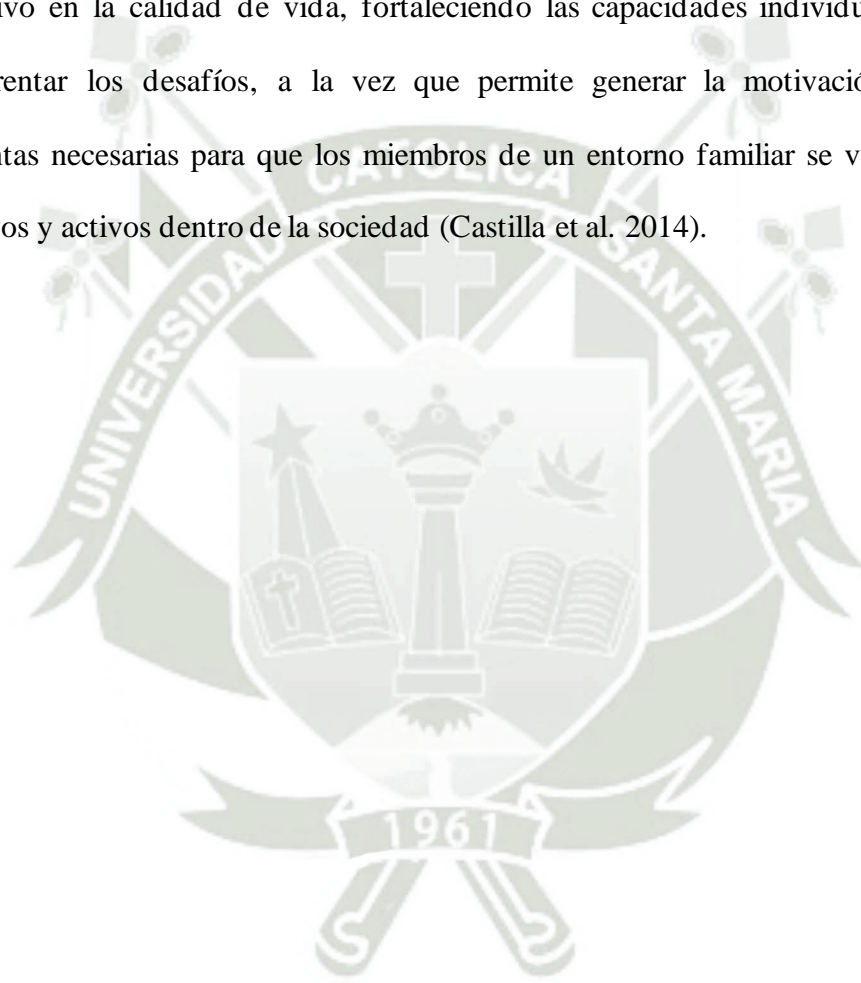 ivo en la calidad de vida, fortaleciendo las capacidades individu
rentar los desafíos, a la vez que permite generar la motivació
ntas necesarias para que los miembros de un entorno familiar se v
os y activos dentro de la sociedad (Castilla et al. 2014).
UNIVERSIDAD CATOLICA SANTA MARIA
1961